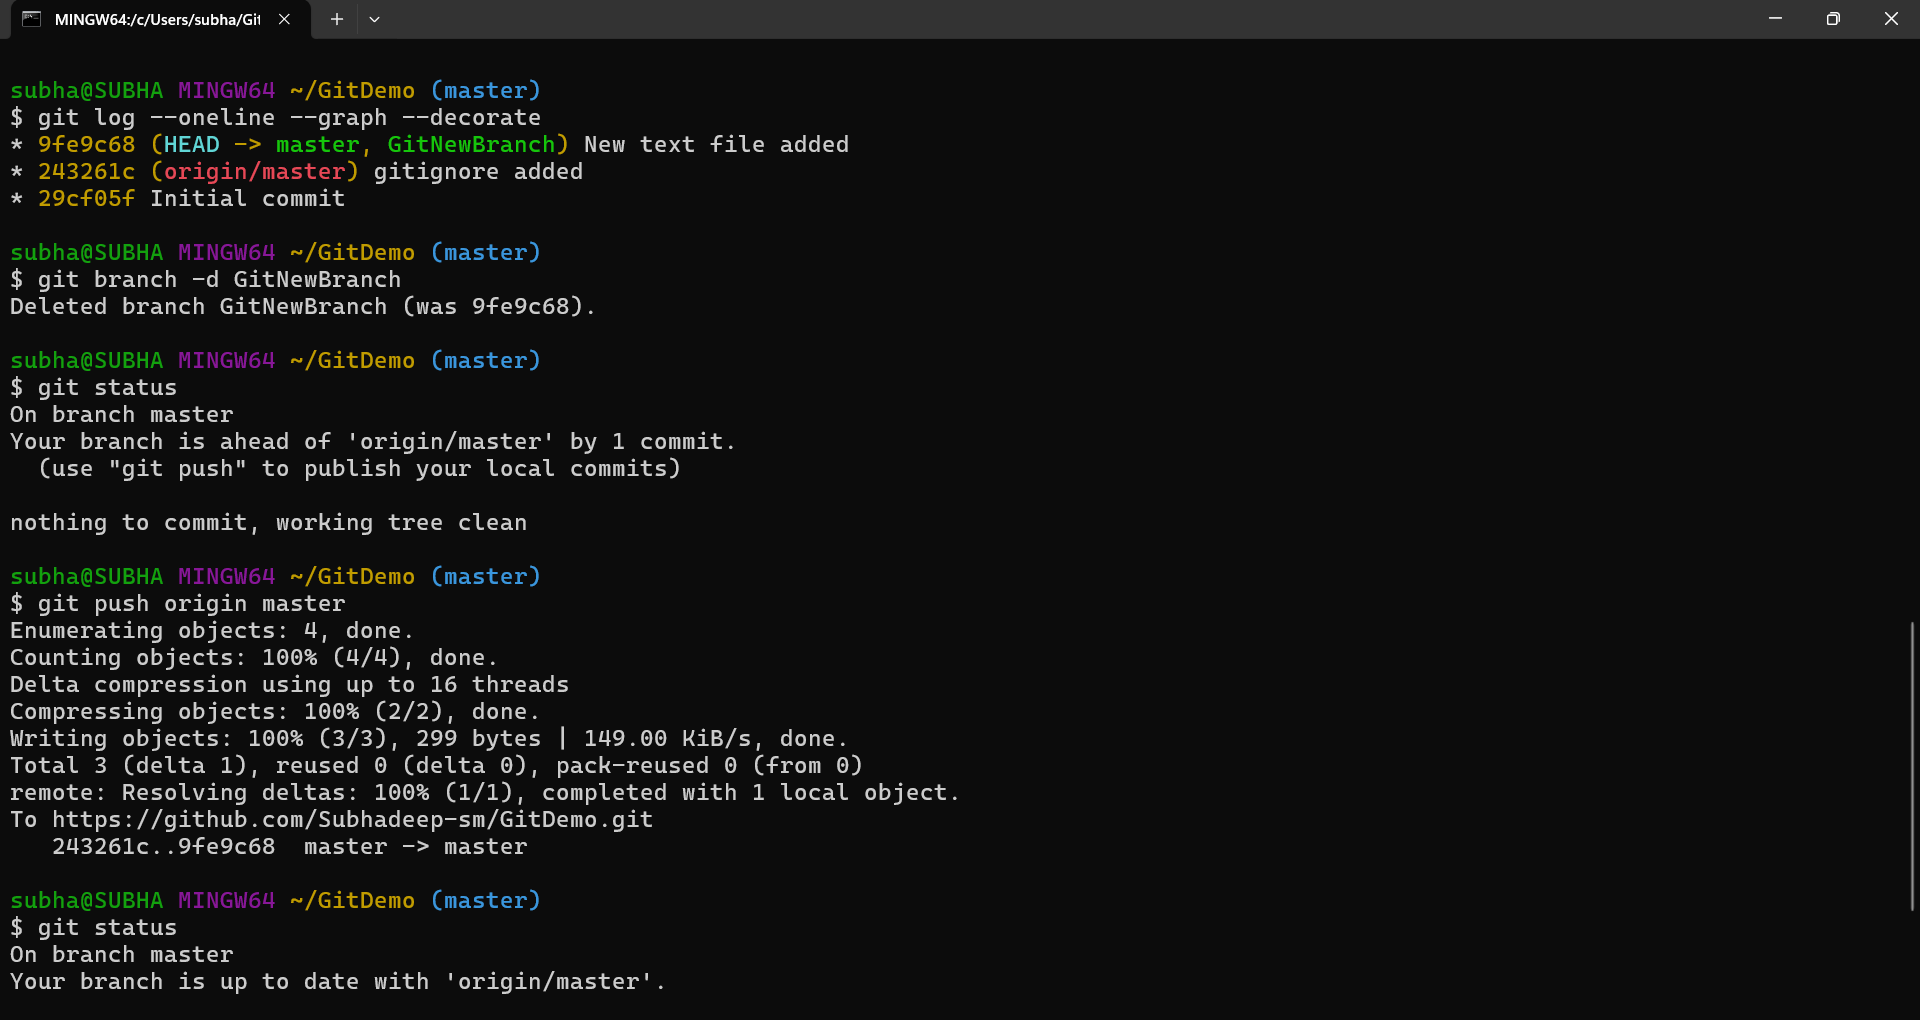 MINGW64:/c/Users/subha/Git
subha@SUBHA MINGW64 ~/GitDemo (master)
$ git log --oneline --graph --decorate
* 9fe9c68 (HEAD -> master, GitNewBranch) New text file added
* 243261c (origin/master) gitignore added
* 29cf05f Initial commit
subha@SUBHA MINGW64 ~/GitDemo (master)
$ git branch -d GitNewBranch
Deleted branch GitNewBranch (was 9fe9c68).
subha@SUBHA MINGW64 ~/GitDemo (master)
$ git status
On branch master
Your branch is ahead of 'origin/master' by 1 commit.
  (use "git push" to publish your local commits)
nothing to commit, working tree clean
subha@SUBHA MINGW64 ~/GitDemo (master)
$ git push origin master
Enumerating objects: 4, done.
Counting objects: 100% (4/4), done.
Delta compression using up to 16 threads
Compressing objects: 100% (2/2), done.
Writing objects: 100% (3/3), 299 bytes | 149.00 KiB/s, done.
Total 3 (delta 1), reused 0 (delta 0), pack-reused 0 (from 0)
remote: Resolving deltas: 100% (1/1), completed with 1 local object.
To https://github.com/Subhadeep-sm/GitDemo.git
   243261c..9fe9c68  master -> master
subha@SUBHA MINGW64 ~/GitDemo (master)
$ git status
On branch master
Your branch is up to date with 'origin/master'.